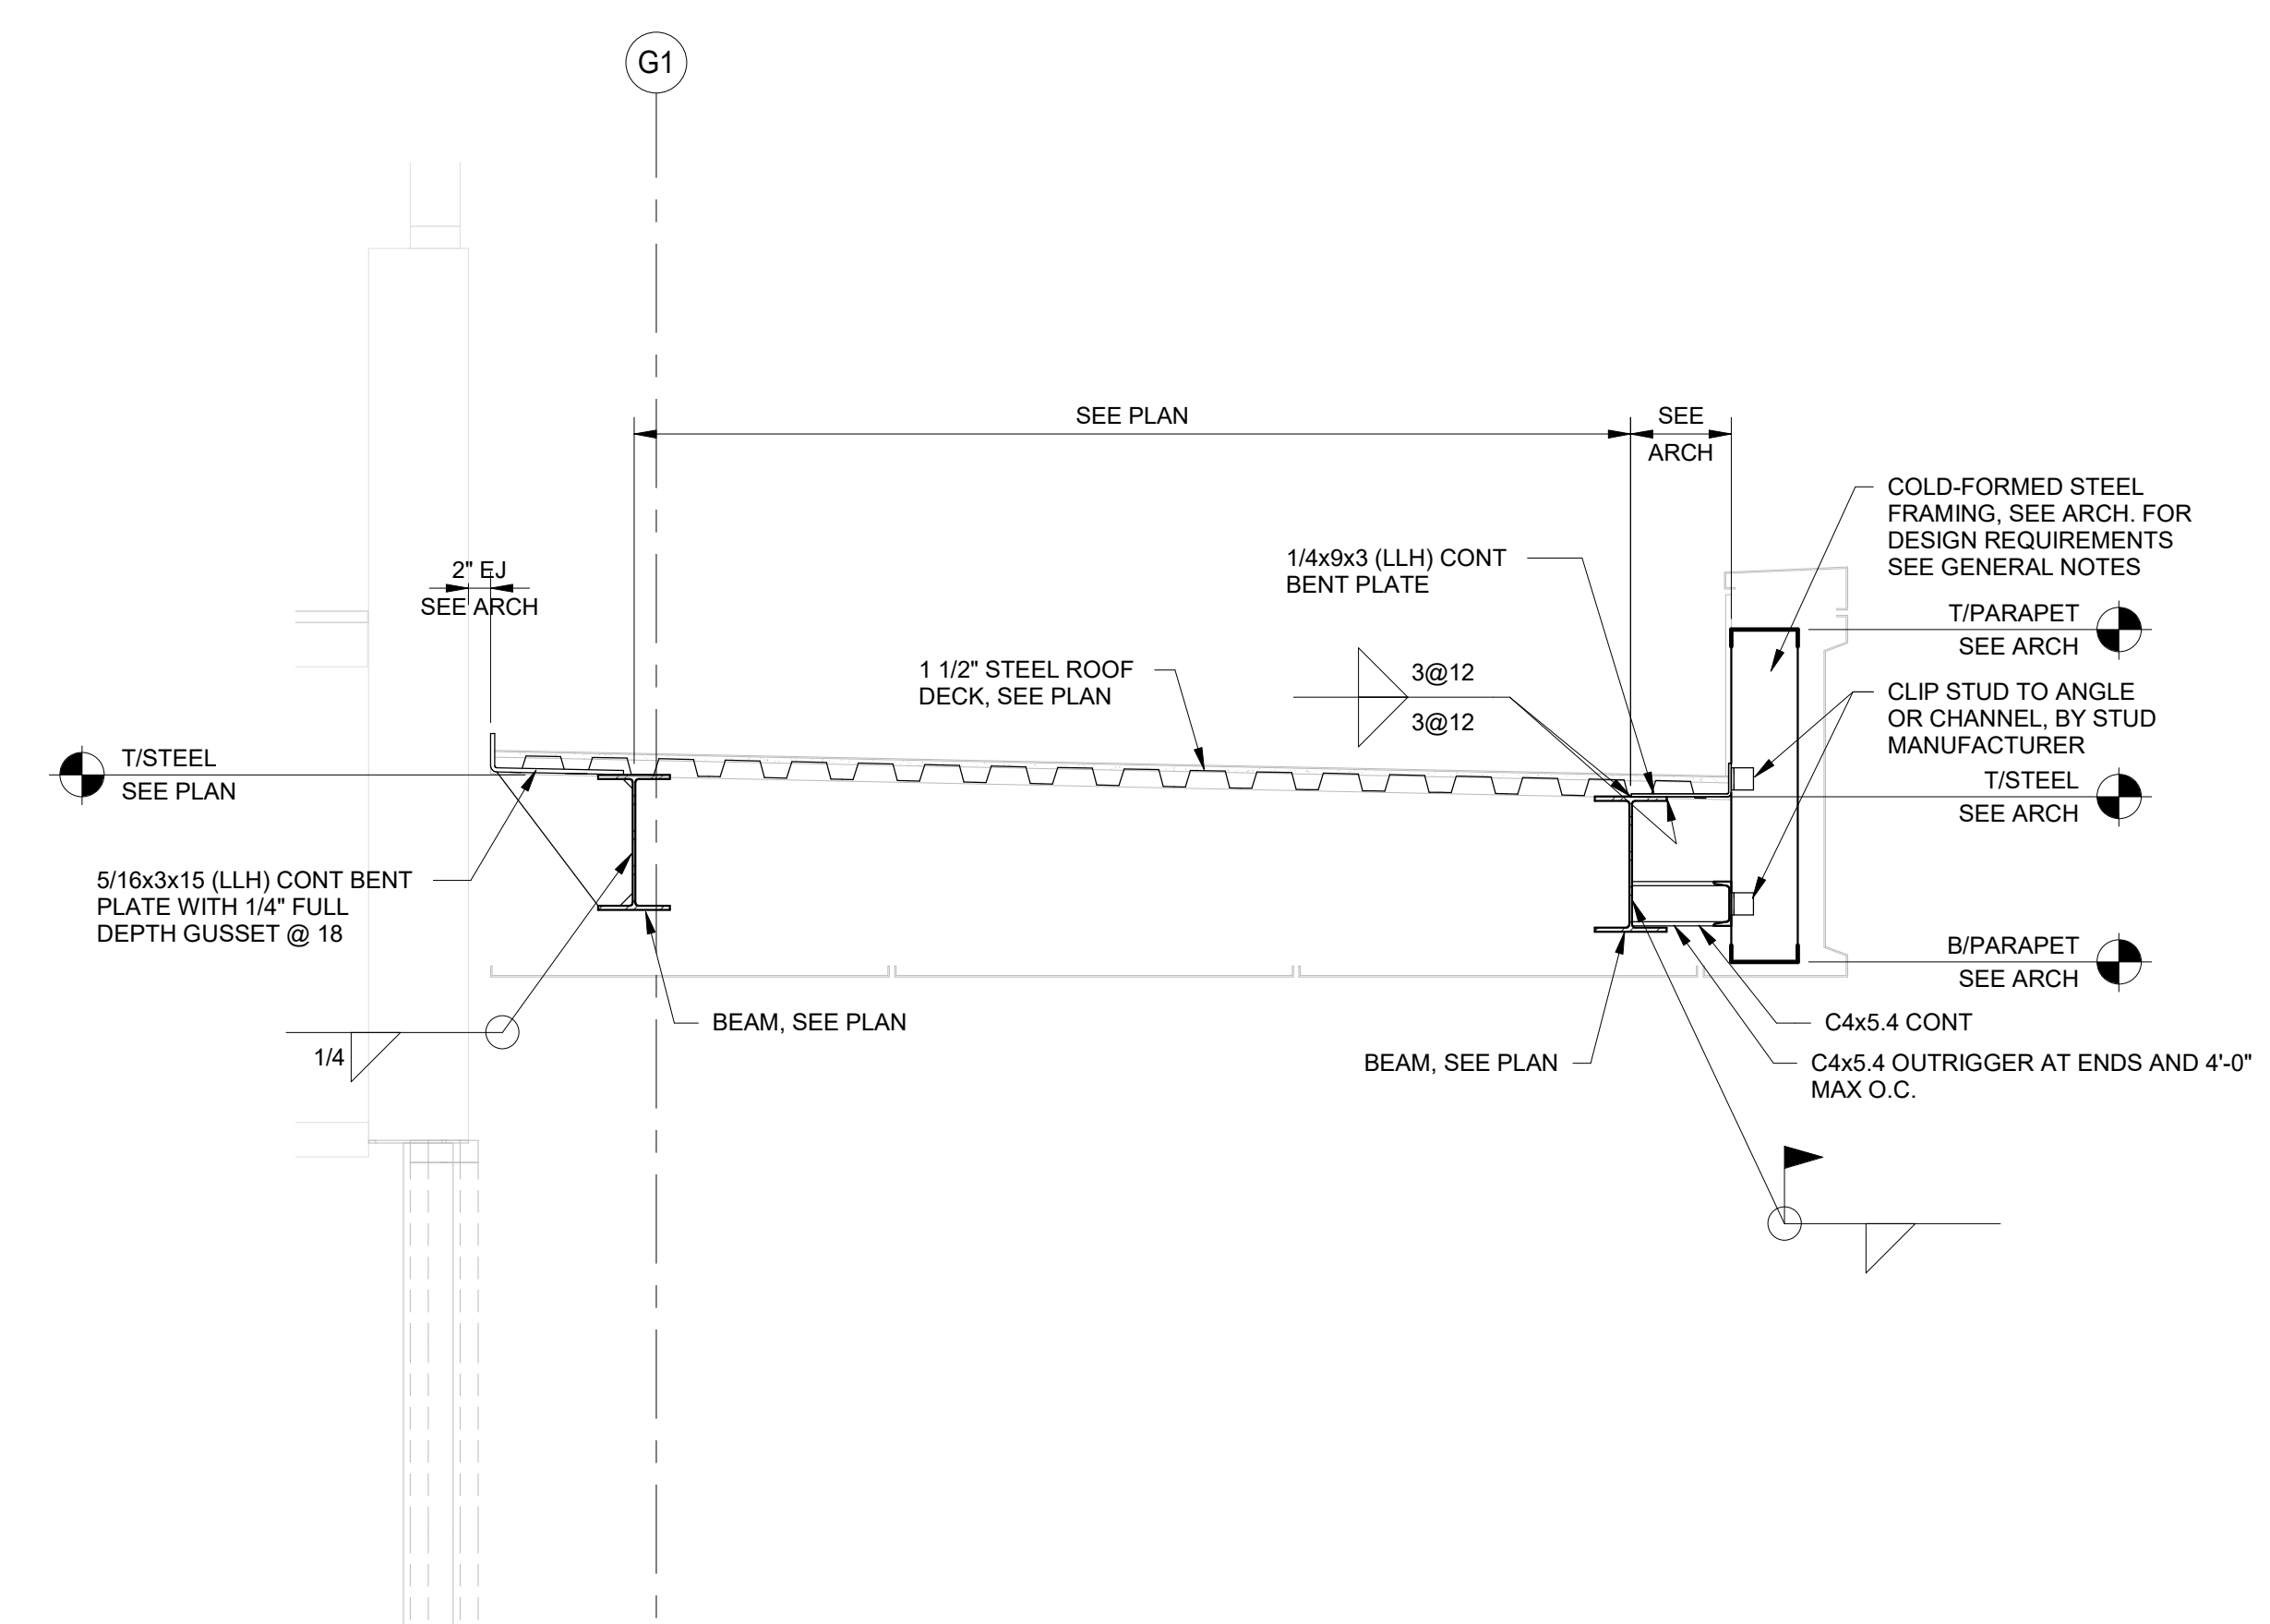 G1
SEE PLAN
SEE
ARCH
COLD-FORMED STEEL
FRAMING, SEE ARCH. FOR
DESIGN REQUIREMENTS
SEE GENERAL NOTES
2" EJ
SEE ARCH
1/4x9x3 (LLH) CONT
BENT PLATE
T/PARAPET
SEE ARCH
1 1/2" STEEL ROOF
DECK, SEE PLAN
3@12
3@12
CLIP STUD TO ANGLE
OR CHANNEL, BY STUD
MANUFACTURER
T/STEEL
SEE PLAN
T/STEEL
SEE ARCH
5/16x3x15 (LLH) CONT BENT
PLATE WITH 1/4" FULL
DEPTH GUSSET @ 18
B/PARAPET
SEE ARCH
BEAM, SEE PLAN
C4x5.4 CONT
1/4
BEAM, SEE PLAN
C4x5.4 OUTRIGGER AT ENDS AND 4'-0"
MAX O.C.